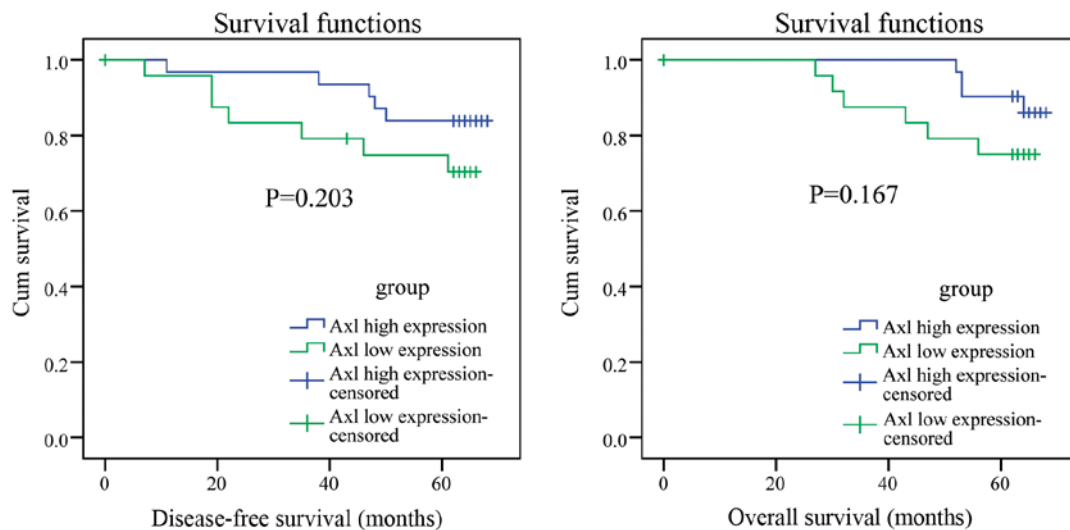 Survival functions
1.0
0.8
0.6
0.4
0.2
0.0
Cum survival
P=0.203
group
Axl high expression
Axl low expression
Axl high expression-
censored
Axl low expression-
censored
0
20
40
60
Disease-free survival (months)
Survival functions
1.0
0.8
0.6
0.4
0.2
0.0
Cum survival
P=0.167
group
Axl high expression
Axl low expression
Axl high expression-
censored
Axl low expression-
censored
0
20
40
60
Overall survival (months)